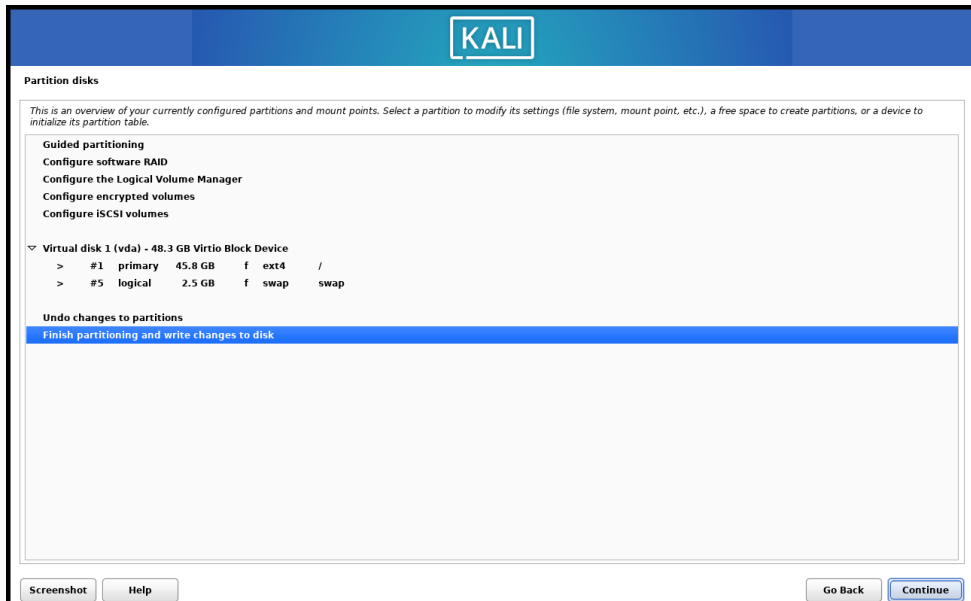 KALI
Partition disks
This is an overview of your currently configured partitions and mount points. Select a partition to modify its settings (file system, mount point, etc.), a free space to create partitions, or a device to
initialize its partition table.
Guided partitioning
Configure software RAID
Configure the Logical Volume Manager
Configure encrypted volumes
Configure iSCSI volumes
Virtual disk 1 (vda) - 48.3 GB Virtio Block Device
> #1 primary 45.8 GB f ext4 /
> #5 logical 2.5 GB f swap swap
Undo changes to partitions
Finish partitioning and write changes to disk
Screenshot Help Go Back Continue